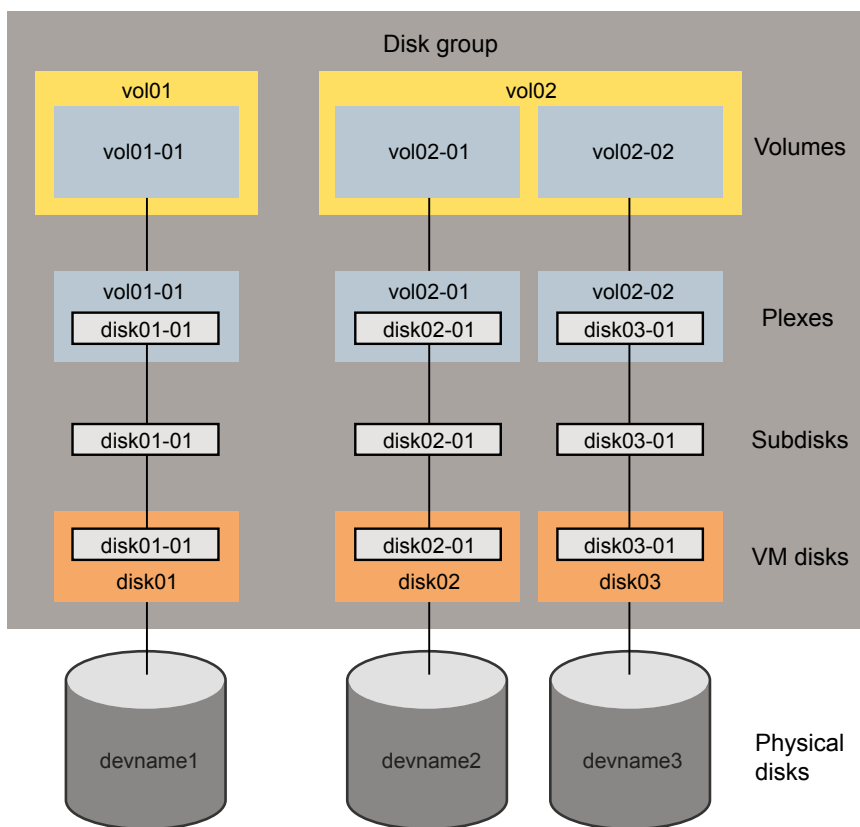 Disk group
vol01
vol02
vol01-01
vol02-01
vol02-02
Volumes
vol01-01
vol02-01
vol02-02
disk01-01
disk02-01
disk03-01
Plexes
disk01-01
disk02-01
disk03-01
Subdisks
disk01-01
disk02-01
disk03-01
VM disks
disk01
disk02
disk03
devname1
devname2
devname3
Physical
disks